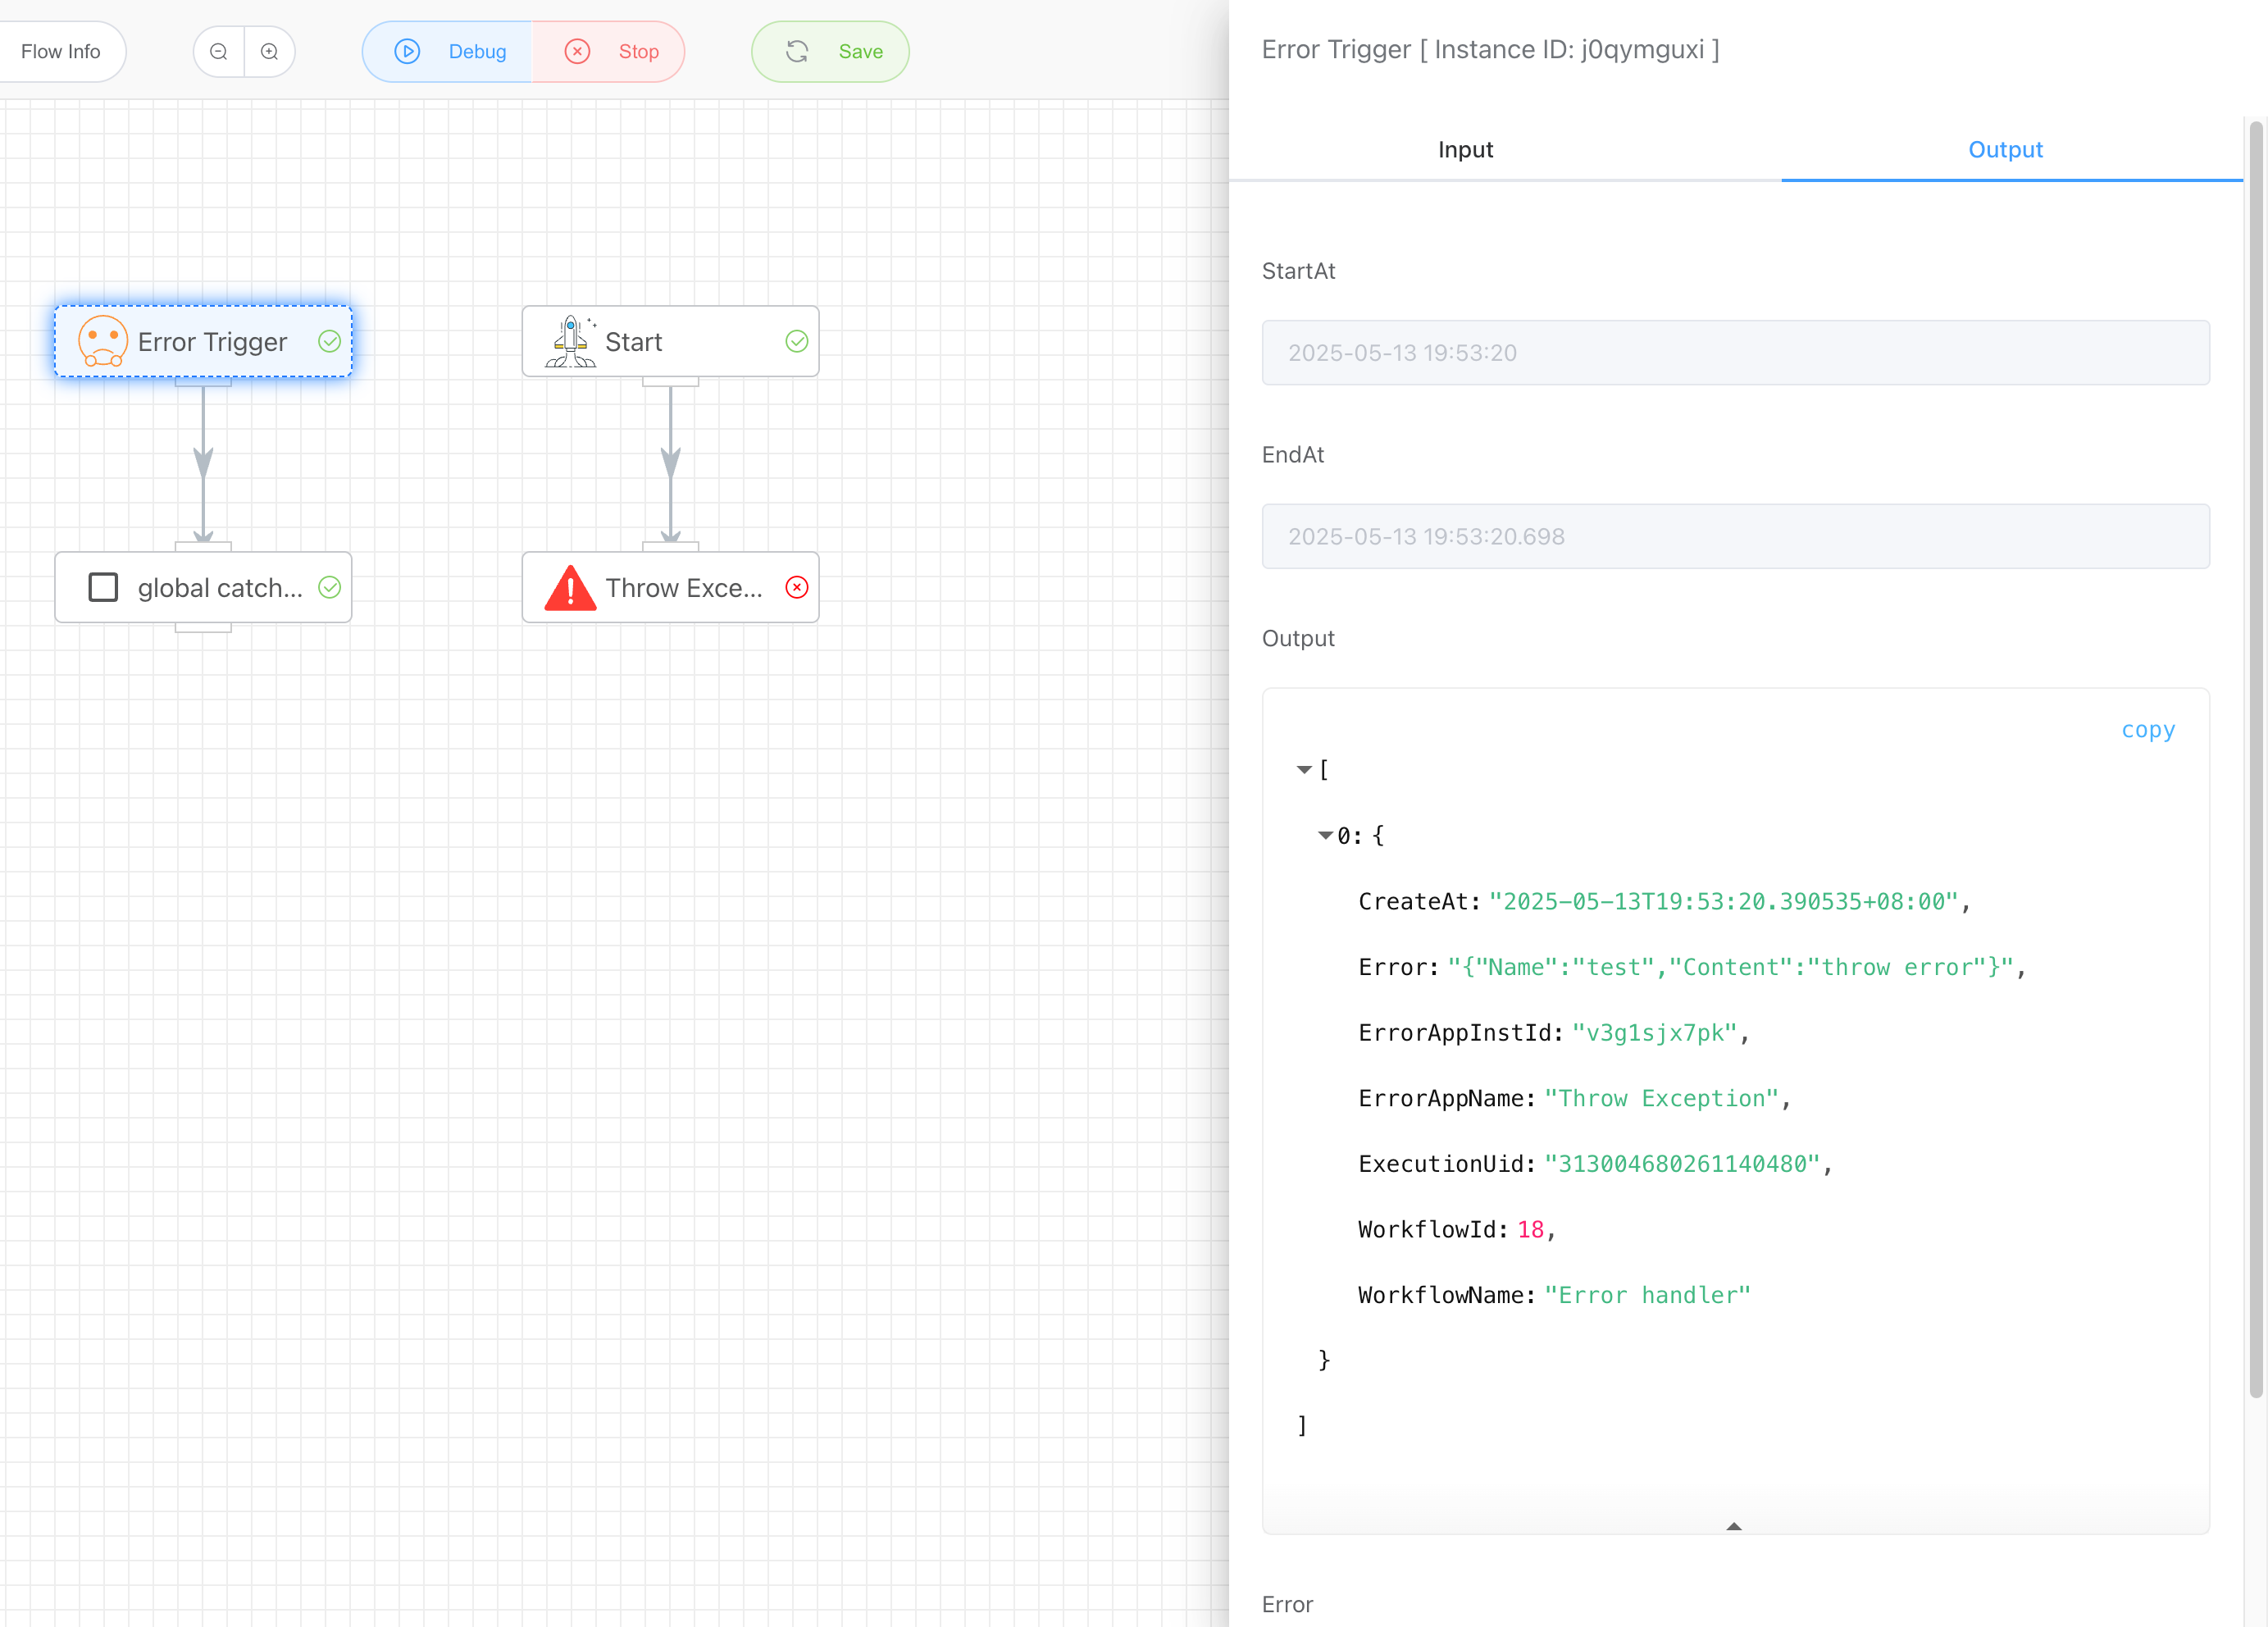 Flow Info
Debug
Stop
Save
Error Trigger
Start
global catch...
Throw Exce...
Error Trigger [ Instance ID: j0qymguxi ]
Input
Output
StartAt
2025-05-13 19:53:20
EndAt
2025-05-13 19:53:20.698
Output
copy
[
0: {
CreateAt: "2025-05-13T19:53:20.390535+08:00",
Error: "{"Name":"test","Content":"throw error"}",
ErrorAppInstId: "v3g1sjx7pk",
ErrorAppName: "Throw Exception",
ExecutionUid: "313004680261140480",
WorkflowId: 18,
WorkflowName: "Error handler"
}
]
Error